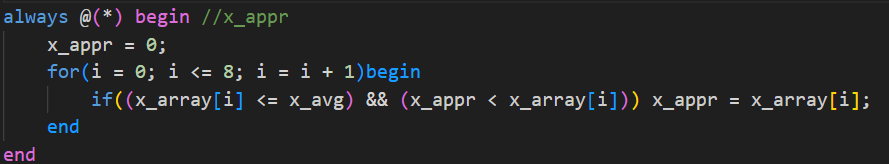 always @(*) begin //x_appr
x_appr = 0;
for(i = 0; i <= 8; i = i + 1)begin
if((x_array[i] <= x_avg) && (x_appr < x_array[i])) x_appr = x_array[i];
end
end